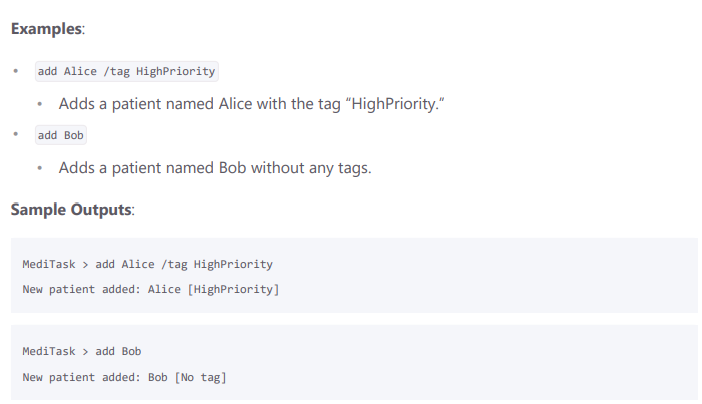 Examples:
• add Alice /tag HighPriority
• Adds a patient named Alice with the tag “HighPriority.”
• add Bob
• Adds a patient named Bob without any tags.
Sample Outputs:
MediTask > add Alice /tag HighPriority
New patient added: Alice [HighPriority]
MediTask > add Bob
New patient added: Bob [No tag]